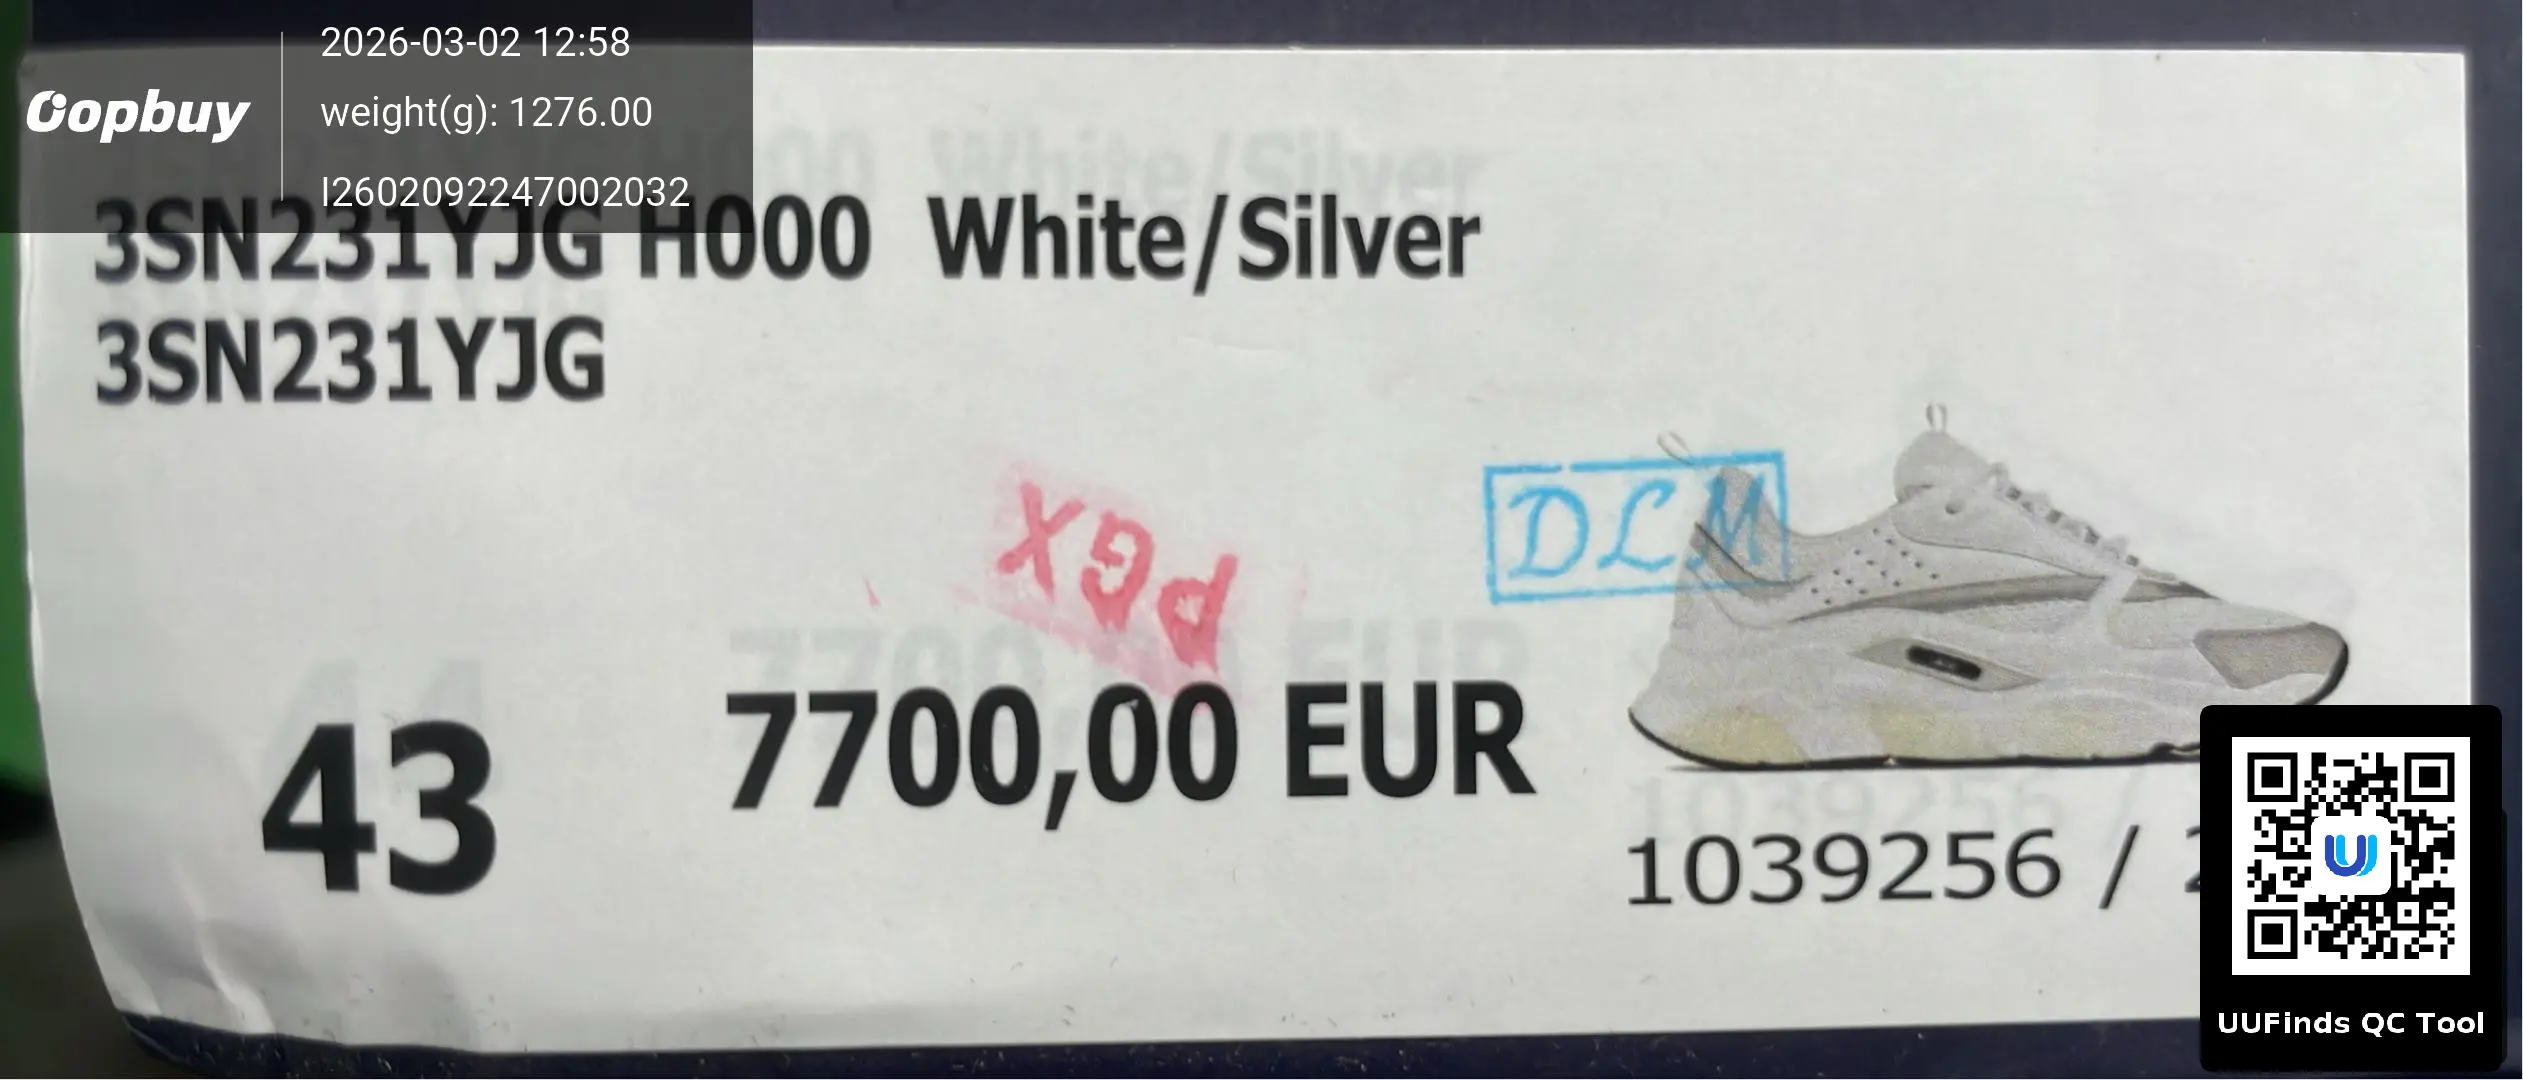 2026-03-02 12:58
oopbuy
weight(g): 1276.00
I2602092247002032
3SN231YJG H000 White/Silver
3SN231YJG
PGX
DLM
43
7700,00 EUR
1039256 /
UUFinds QC Tool